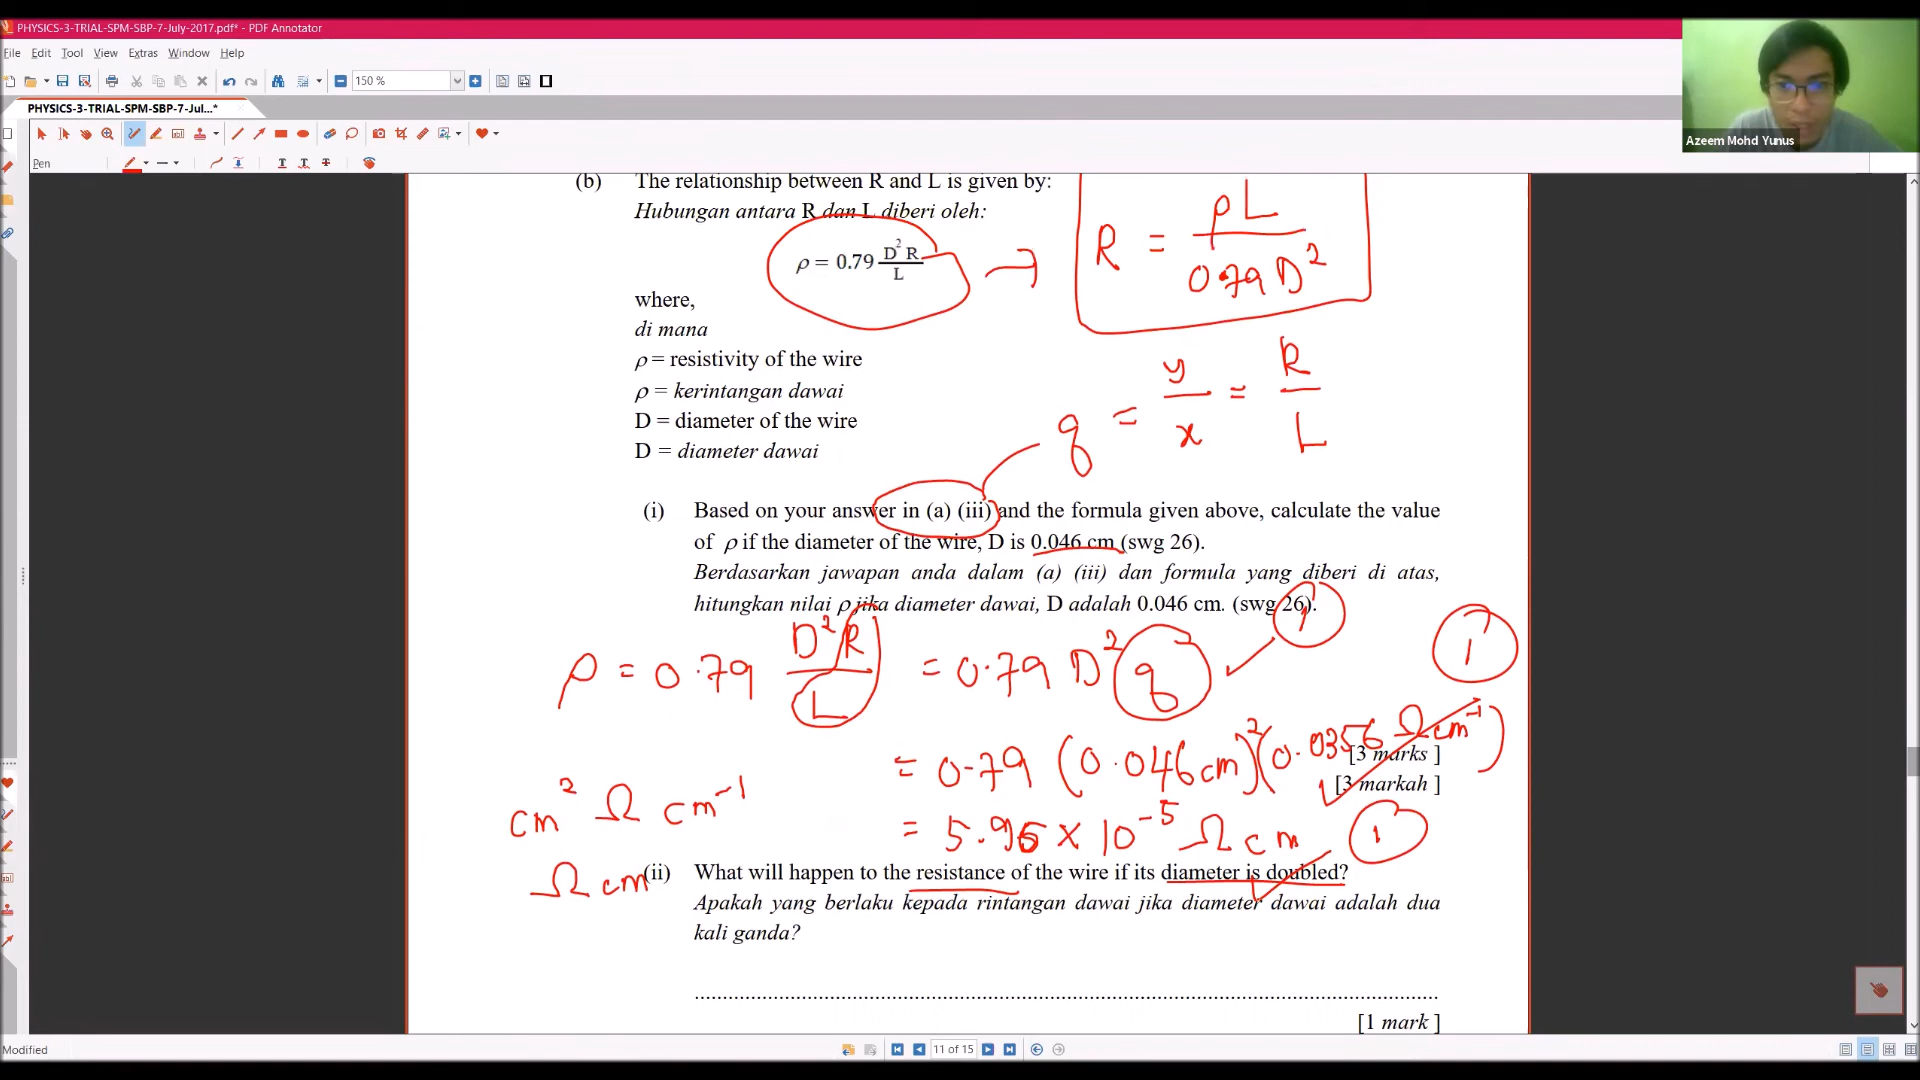 PHYSICS-3-TRIAL-SPM-SBP-7-July-2017.pdf* - PDF Annotator
File Edit Tool View Extras Window Help
150 %
PHYSICS-3-TRIAL-SPM-SBP-7-Jul...*
Pen
Azeem Mohd Yunus
(b) The relationship between R and L is given by:
Hubungan antara R dan L diberi oleh:
ρ = 0.79 D² R / L
R = ρL / 0.79 D²
where,
di mana
ρ = resistivity of the wire
ρ = kerintangan dawai
D = diameter of the wire
D = diameter dawai
q = y / x = R / L
(i) Based on your answer in (a) (iii) and the formula given above, calculate the value
of ρ if the diameter of the wire, D is 0.046 cm (swg 26).
Berdasarkan jawapan anda dalam (a) (iii) dan formula yang diberi di atas,
hitungkan nilai ρ jika diameter dawai, D adalah 0.046 cm. (swg 26).
ρ = 0.79 D² R / L = 0.79 D² q 1 1
= 0.79 (0.046 cm)² (0.0356 Ω cm⁻¹)
[3 marks ]
[3 markah ]
cm² Ω cm⁻¹
= 5.95 × 10⁻⁵ Ω cm 1
Ω cm
(ii) What will happen to the resistance of the wire if its diameter is doubled?
Apakah yang berlaku kepada rintangan dawai jika diameter dawai adalah dua
kali ganda?
[1 mark ]
Modified
11 of 15